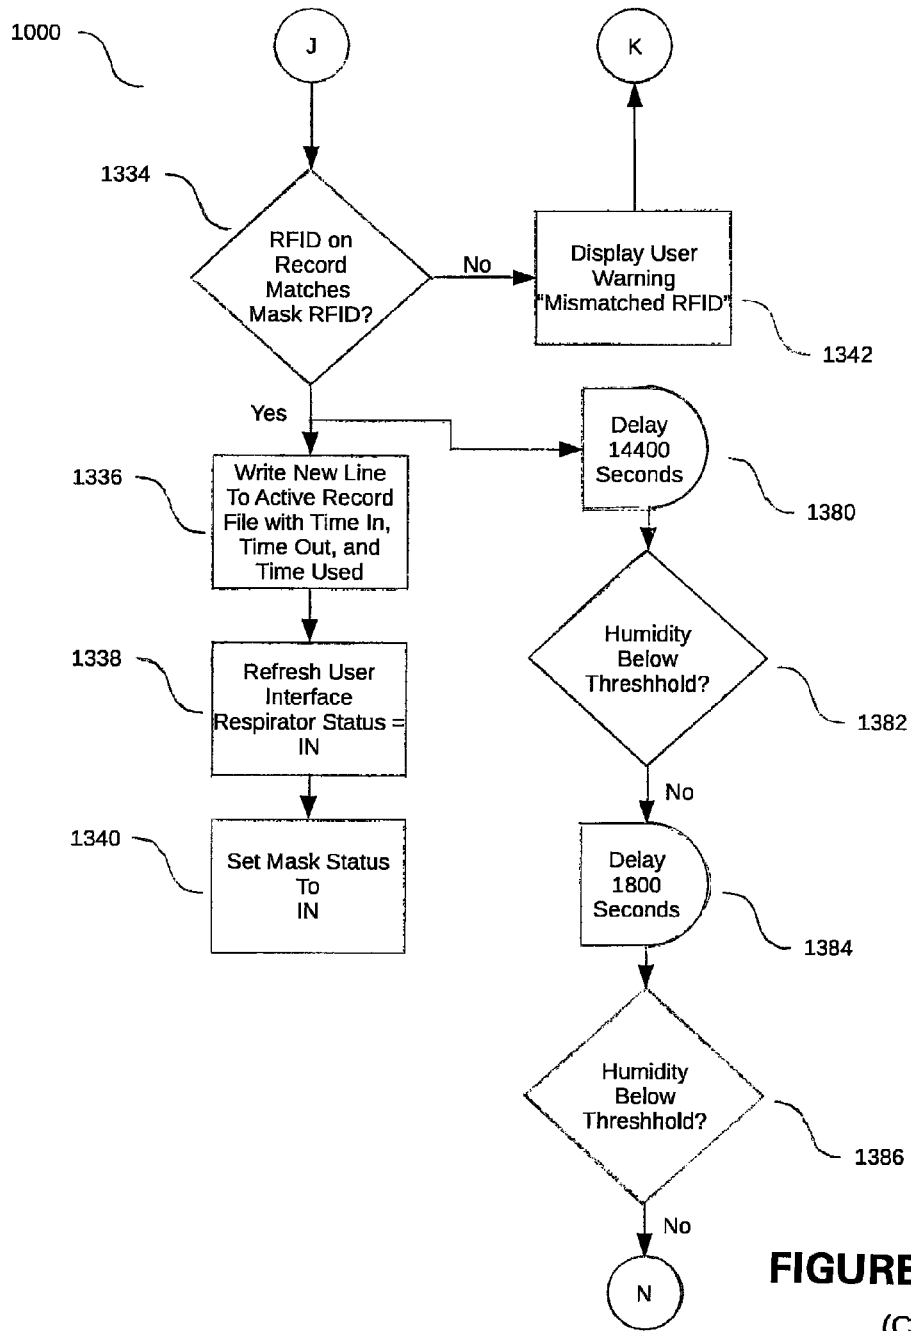 1000
J
K
1334
RFID on
Record
Matches
Mask RFID?
No
Display User
Warning
"Mismatched RFID"
1342
Yes
Delay
14400
Seconds
1380
1336
Write New Line
To Active Record
File with Time In,
Time Out, and
Time Used
Humidity
Below
Threshhold?
1382
1338
Refresh User
Interface
Respirator Status =
IN
No
1340
Set Mask Status
To
IN
Delay
1800
Seconds
1384
Humidity
Below
Threshhold?
1386
No
N
FIGURE
(C